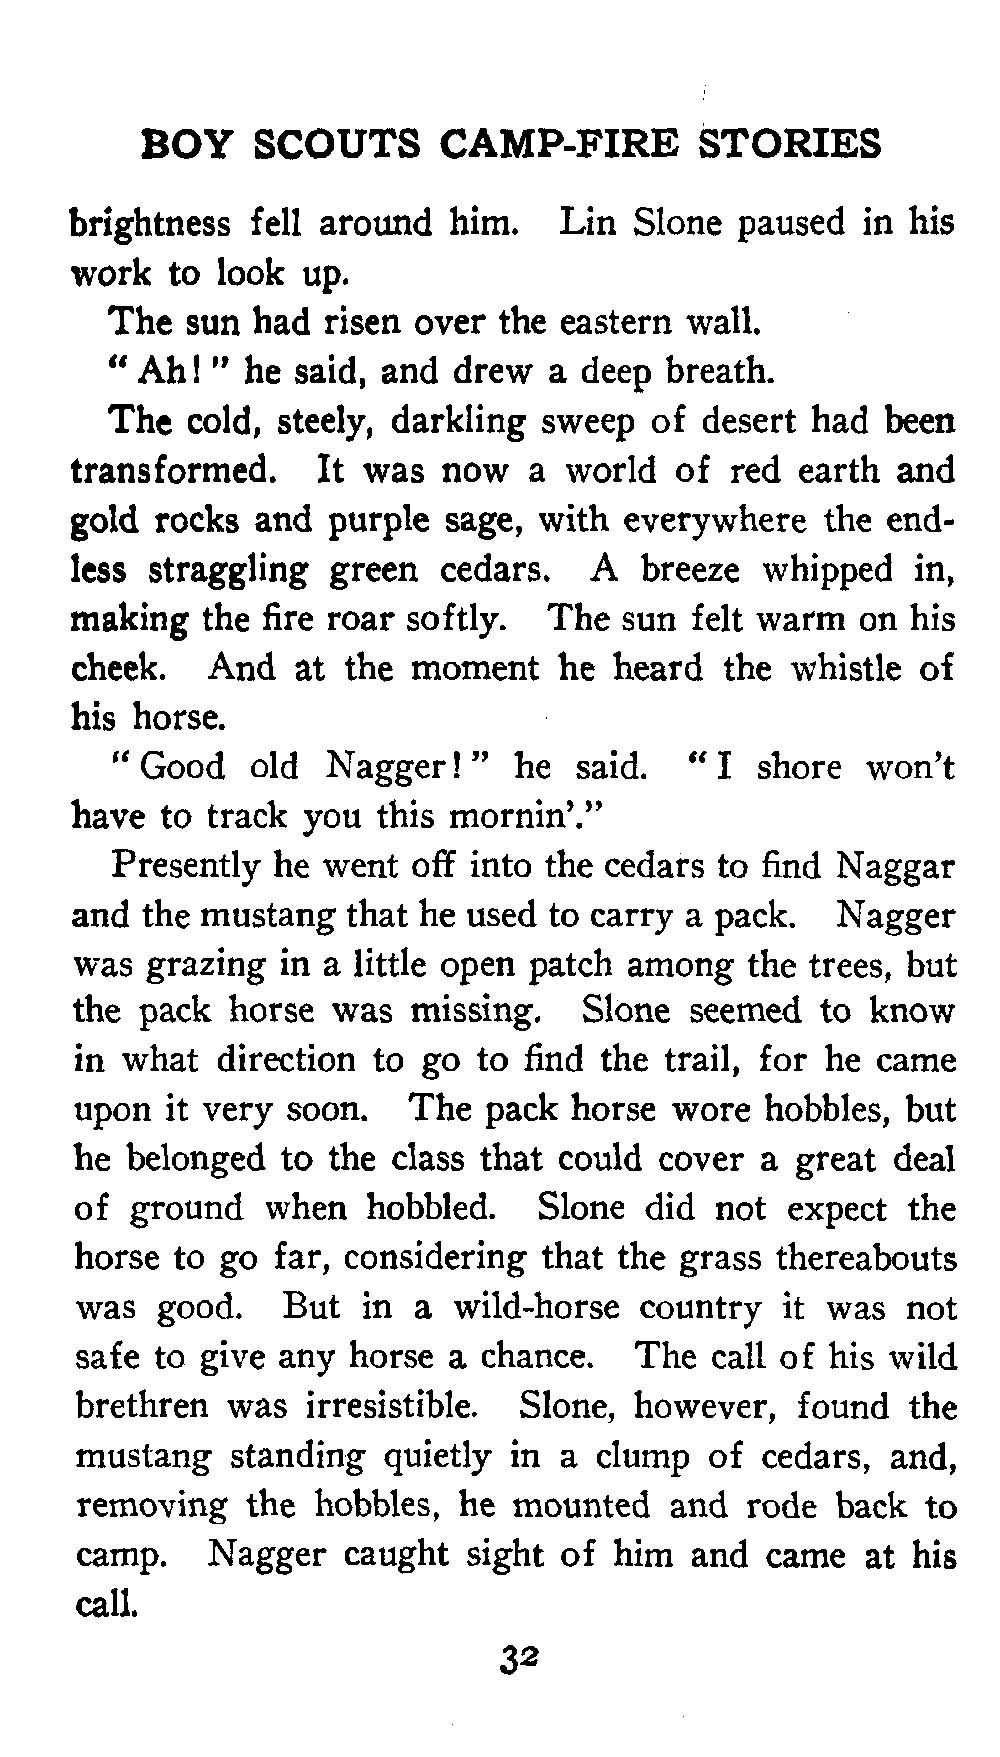 BOY SCOUTS CAMP-FIRE STORIES
brightness fell around him. Lin Slone paused in his
work to look up.
The sun had risen over the eastern wall.
" Ah! " he said, and drew a deep breath.
The cold, steely, darkling sweep of desert had been
transformed. It was now a world of red earth and
gold rocks and purple sage, with everywhere the end-
less straggling green cedars. A breeze whipped in,
making the fire roar softly. The sun felt warm on his
cheek. And at the moment he heard the whistle of
his horse.
" Good old Nagger! " he said. " I shore won't
have to track you this mornin'."
Presently he went off into the cedars to find Naggar
and the mustang that he used to carry a pack. Nagger
was grazing in a little open patch among the trees, but
the pack horse was missing. Slone seemed to know
in what direction to go to find the trail, for he came
upon it very soon. The pack horse wore hobbles, but
he belonged to the class that could cover a great deal
of ground when hobbled. Slone did not expect the
horse to go far, considering that the grass thereabouts
was good. But in a wild-horse country it was not
safe to give any horse a chance. The call of his wild
brethren was irresistible. Slone, however, found the
mustang standing quietly in a clump of cedars, and,
removing the hobbles, he mounted and rode back to
camp. Nagger caught sight of him and came at his
call.
32